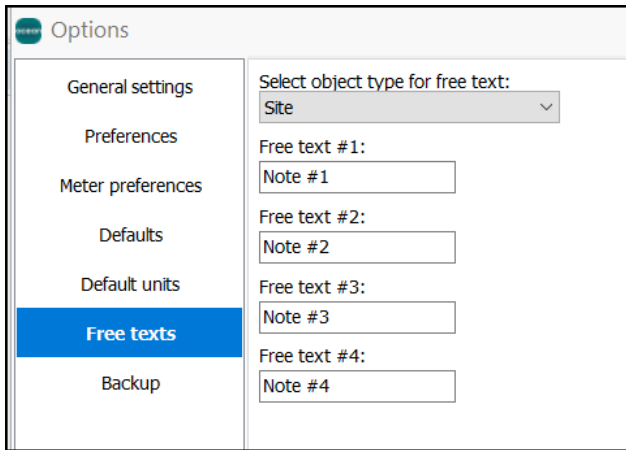 ocean
Options
General settings
Preferences
Meter preferences
Defaults
Default units
Free texts
Backup
Select object type for free text:
Site
Free text #1:
Note #1
Free text #2:
Note #2
Free text #3:
Note #3
Free text #4:
Note #4